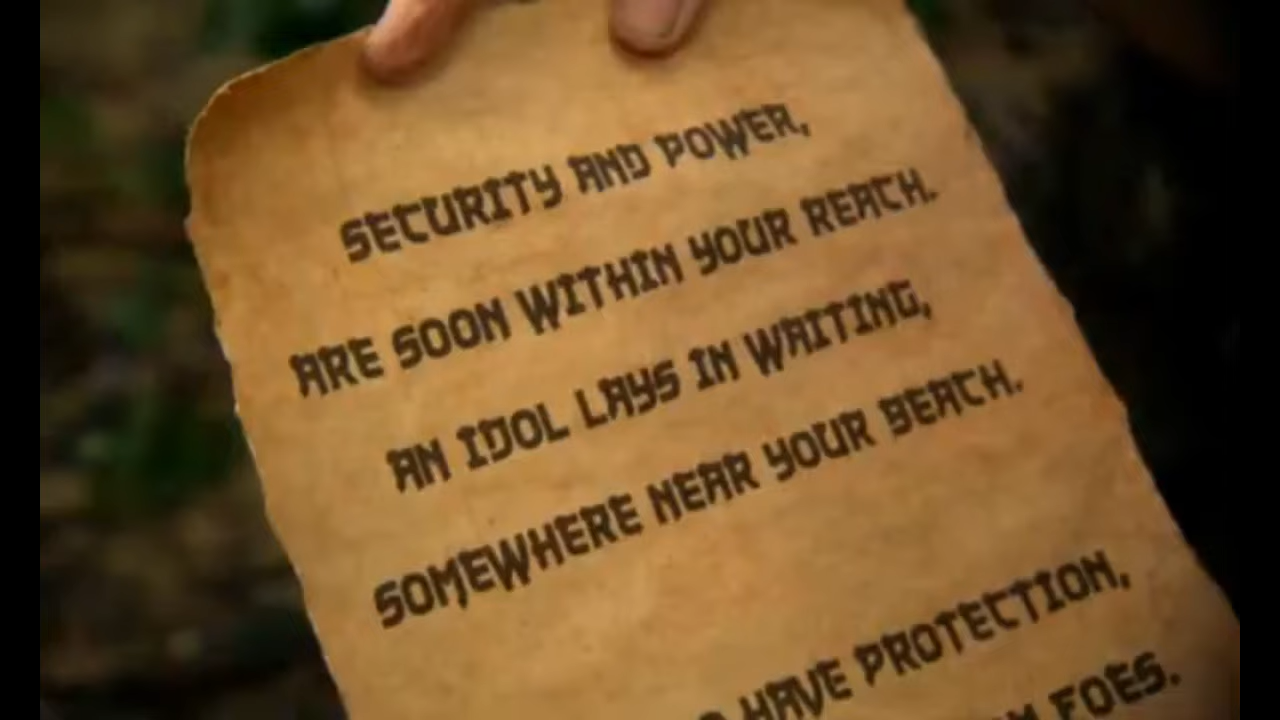 SECURITY AND POWER,
ARE SOON WITHIN YOUR REACH.
AN IDOL LAYS IN WAITING,
SOMEWHERE NEAR YOUR BEACH.
HAVE PROTECTION,
FOES.